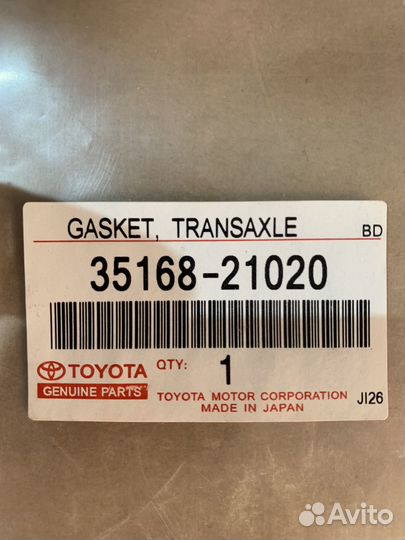 GASKET, TRANSAXLE BD
35168-21020
TOYOTA QTY: 1
GENUINE PARTS TOYOTA MOTOR CORPORATION
MADE IN JAPAN JI26
Avito